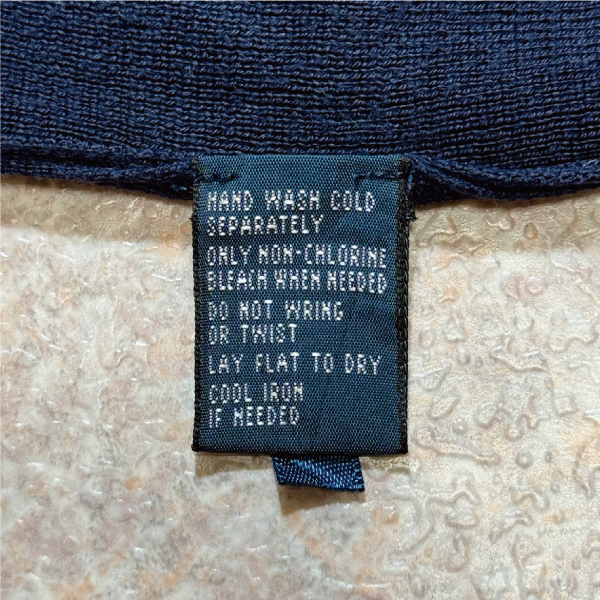 HAND WASH COLD
SEPARATELY
ONLY NON-CHLORINE
BLEACH WHEN NEEDED
DO NOT WRING
OR TWIST
LAY FLAT TO DRY
COOL IRON
IF NEEDED